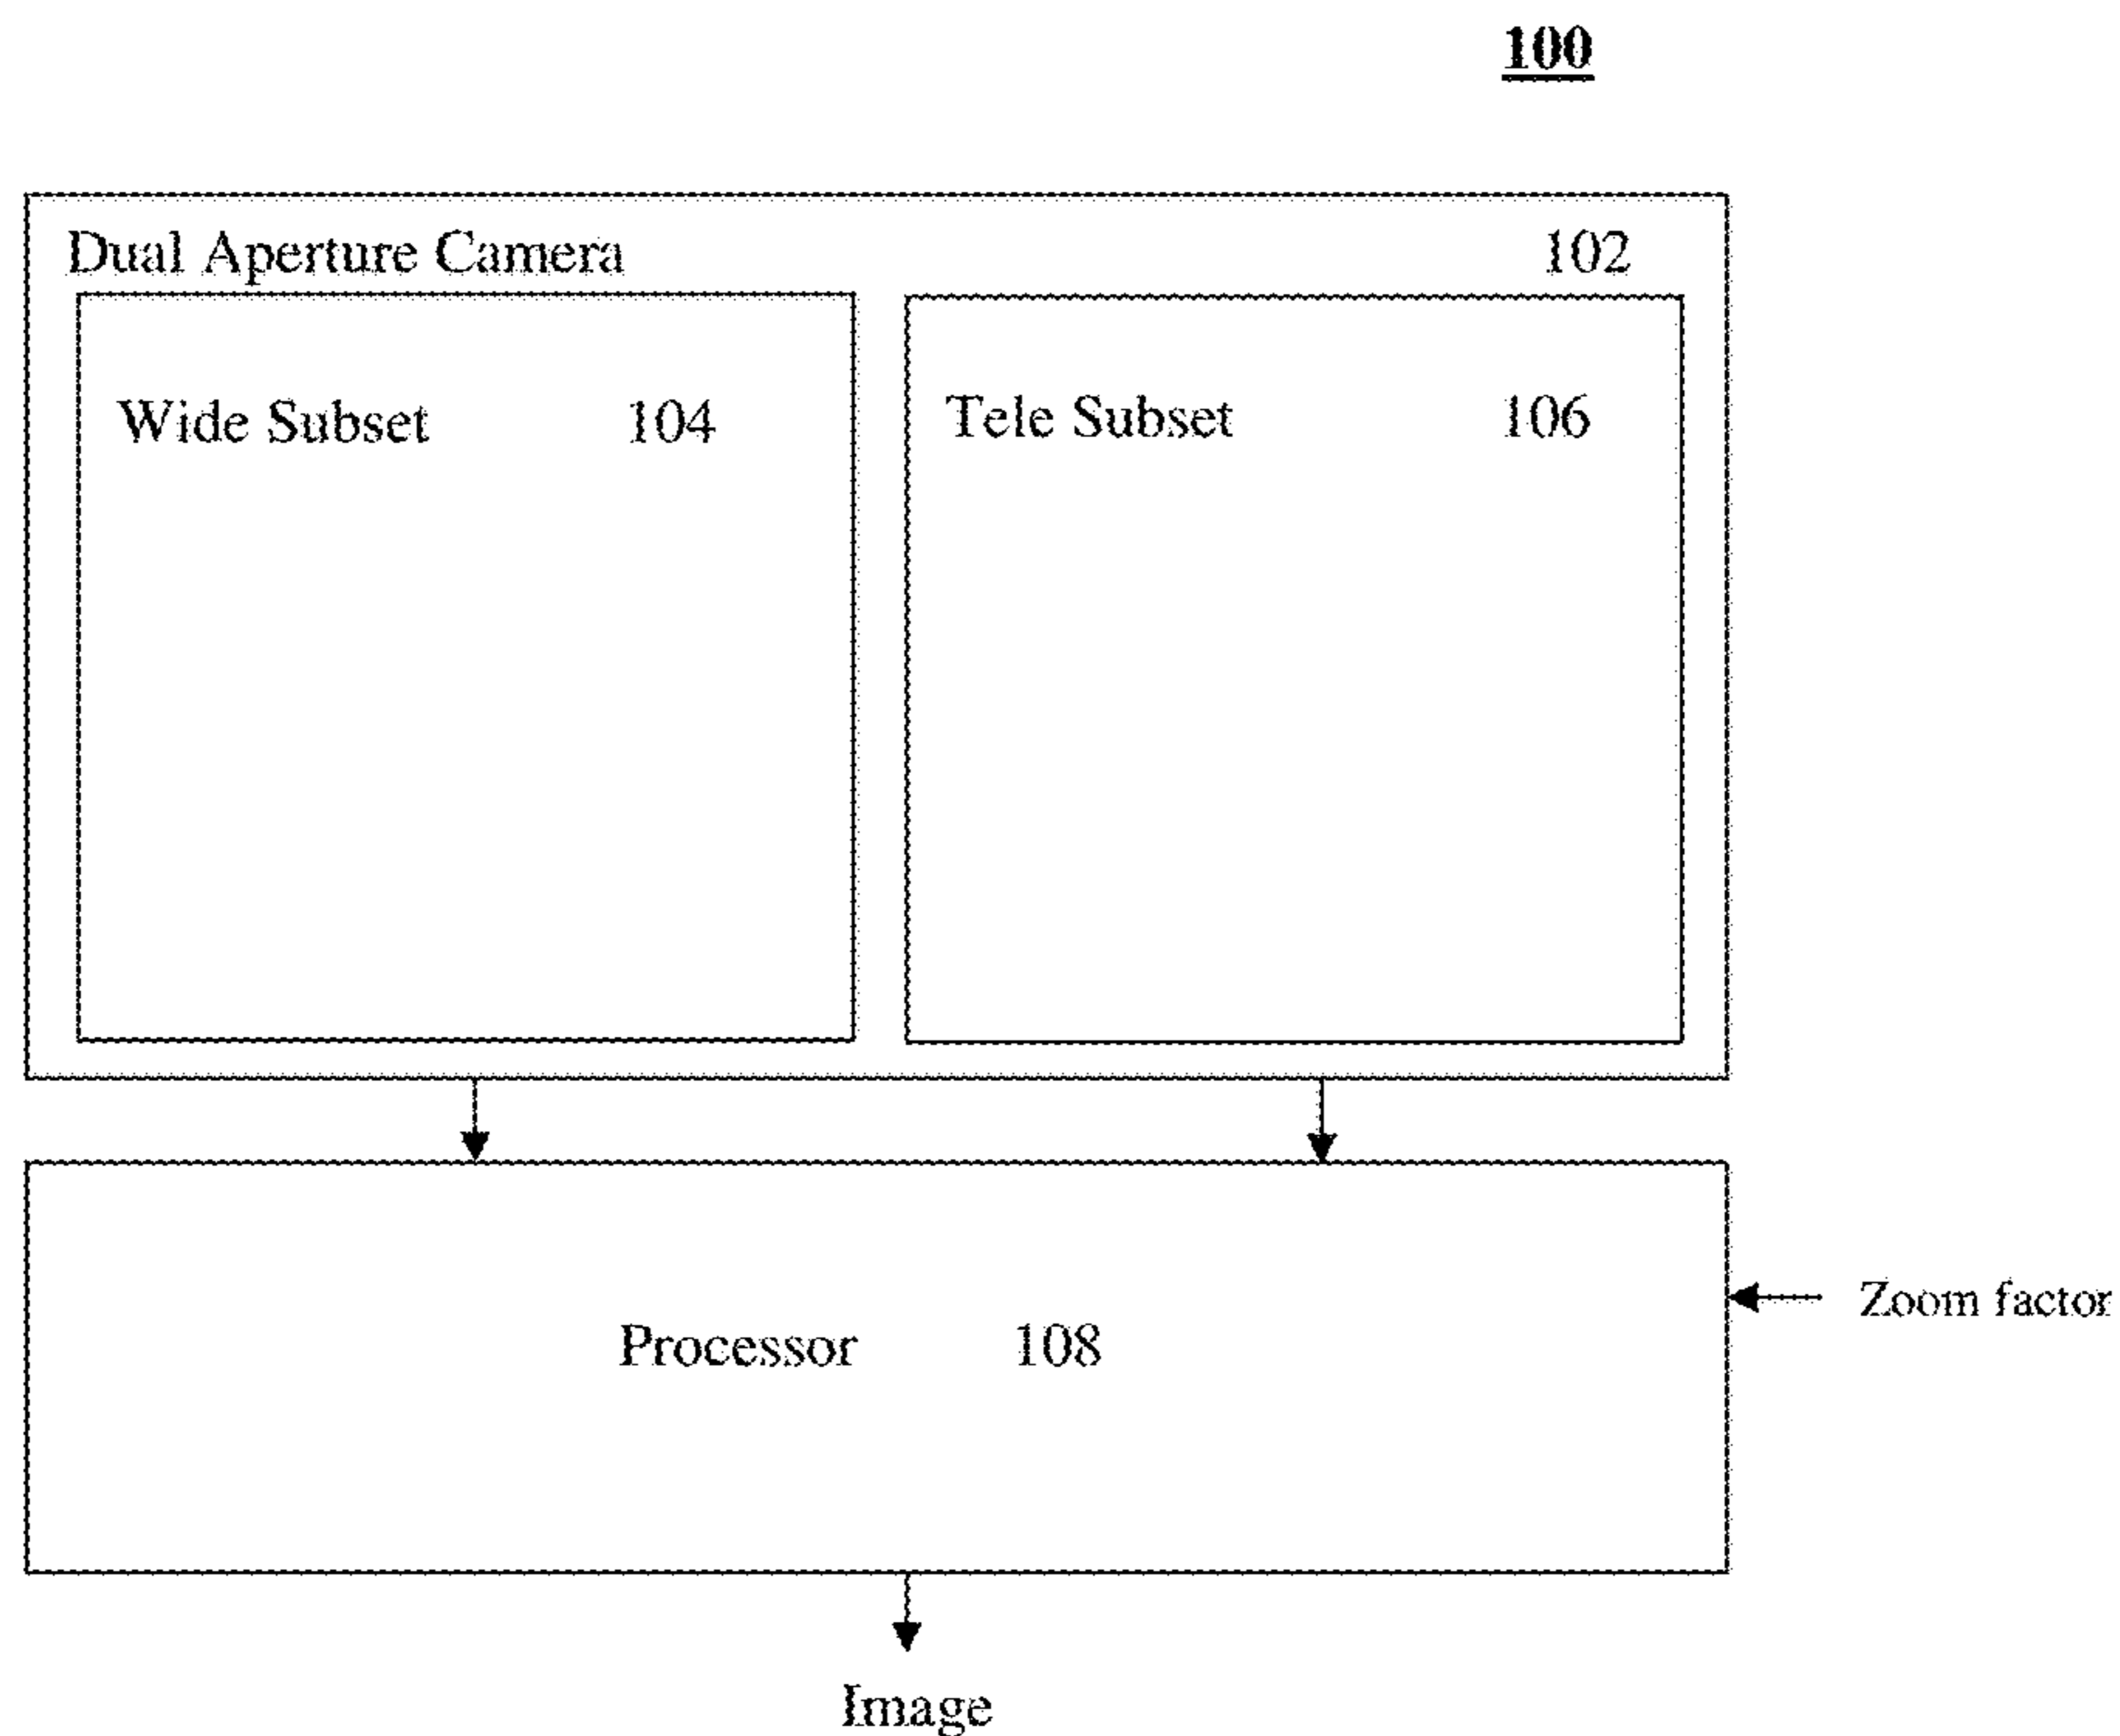 100
Dual Aperture Camera 102
Wide Subset 104
Tele Subset 106
Processor 108
Zoom factor
Image